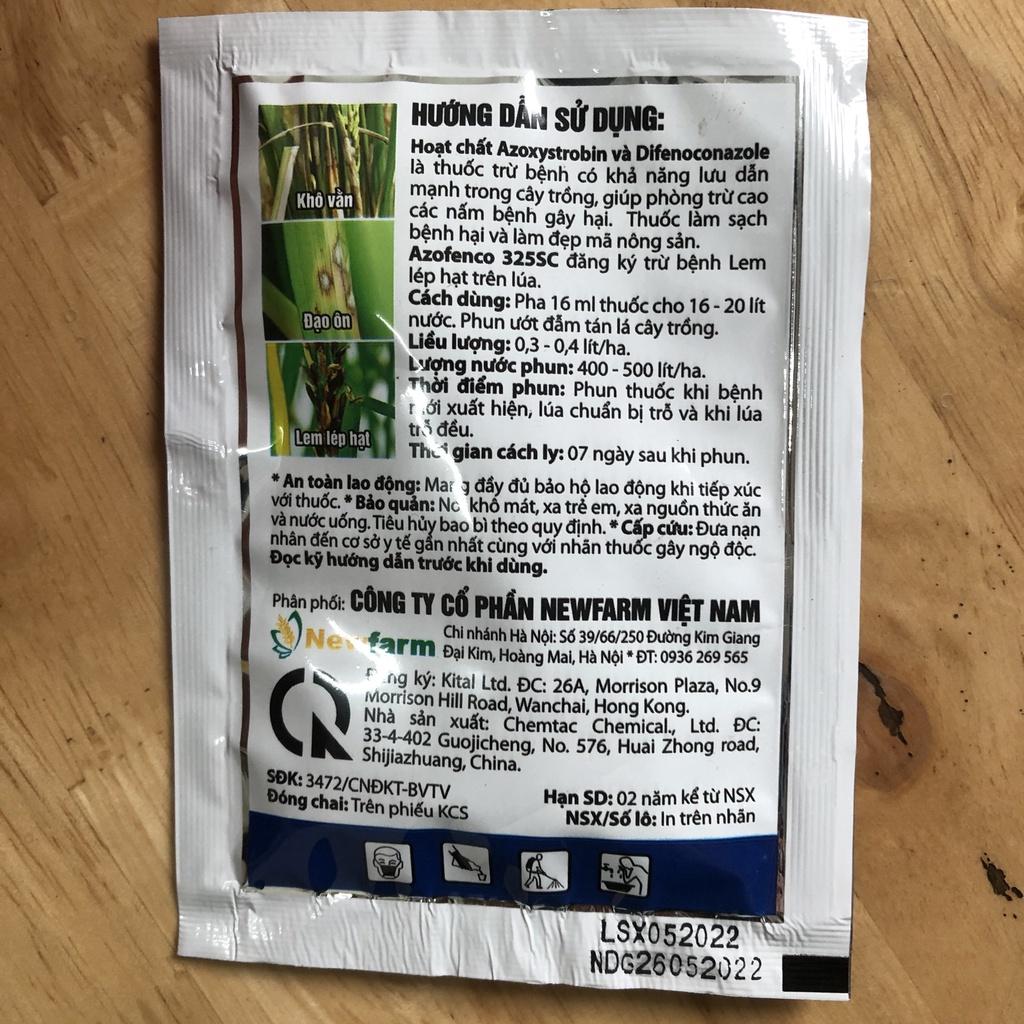 HƯỚNG DẪN SỬ DỤNG:
Hoạt chất Azoxystrobin và Difenoconazole
là thuốc trừ bệnh có khả năng lưu dẫn
mạnh trong cây trồng, giúp phòng trừ cao
các nấm bệnh gây hại. Thuốc làm sạch
bệnh hại và làm đẹp mã nông sản.
Azofenco 325SC đăng ký trừ bệnh Lem
lép hạt trên lúa.
Cách dùng: Pha 16 ml thuốc cho 16 - 20 lít
nước. Phun ướt đẫm tán lá cây trồng.
Liều lượng: 0,3 - 0,4 lít/ha.
Lượng nước phun: 400 - 500 lít/ha.
Thời điểm phun: Phun thuốc khi bệnh
mới xuất hiện, lúa chuẩn bị trỗ và khi lúa
trỗ đều.
Thời gian cách ly: 07 ngày sau khi phun.
Khô vằn
Đạo ôn
Lem lép hạt
* An toàn lao động: Mang đầy đủ bảo hộ lao động khi tiếp xúc
với thuốc. * Bảo quản: Nơi khô mát, xa trẻ em, xa nguồn thức ăn
và nước uống. Tiêu hủy bao bì theo quy định. * Cấp cứu: Đưa nạn
nhân đến cơ sở y tế gần nhất cùng với nhãn thuốc gây ngộ độc.
Đọc kỹ hướng dẫn trước khi dùng.
Phân phối: CÔNG TY CỔ PHẦN NEWFARM VIỆT NAM
Newfarm
Chi nhánh Hà Nội: Số 39/66/250 Đường Kim Giang
Đại Kim, Hoàng Mai, Hà Nội * ĐT: 0936 269 565
Đăng ký: Kital Ltd. ĐC: 26A, Morrison Plaza, No.9
Morrison Hill Road, Wanchai, Hong Kong.
Nhà sản xuất: Chemtac Chemical., Ltd. ĐC:
33-4-402 Guojicheng, No. 576, Huai Zhong road,
Shijiazhuang, China.
SĐK: 3472/CNĐKT-BVTV
Đóng chai: Trên phiếu KCS
Hạn SD: 02 năm kể từ NSX
NSX/Số lô: In trên nhãn
LSX052022
NDG26052022